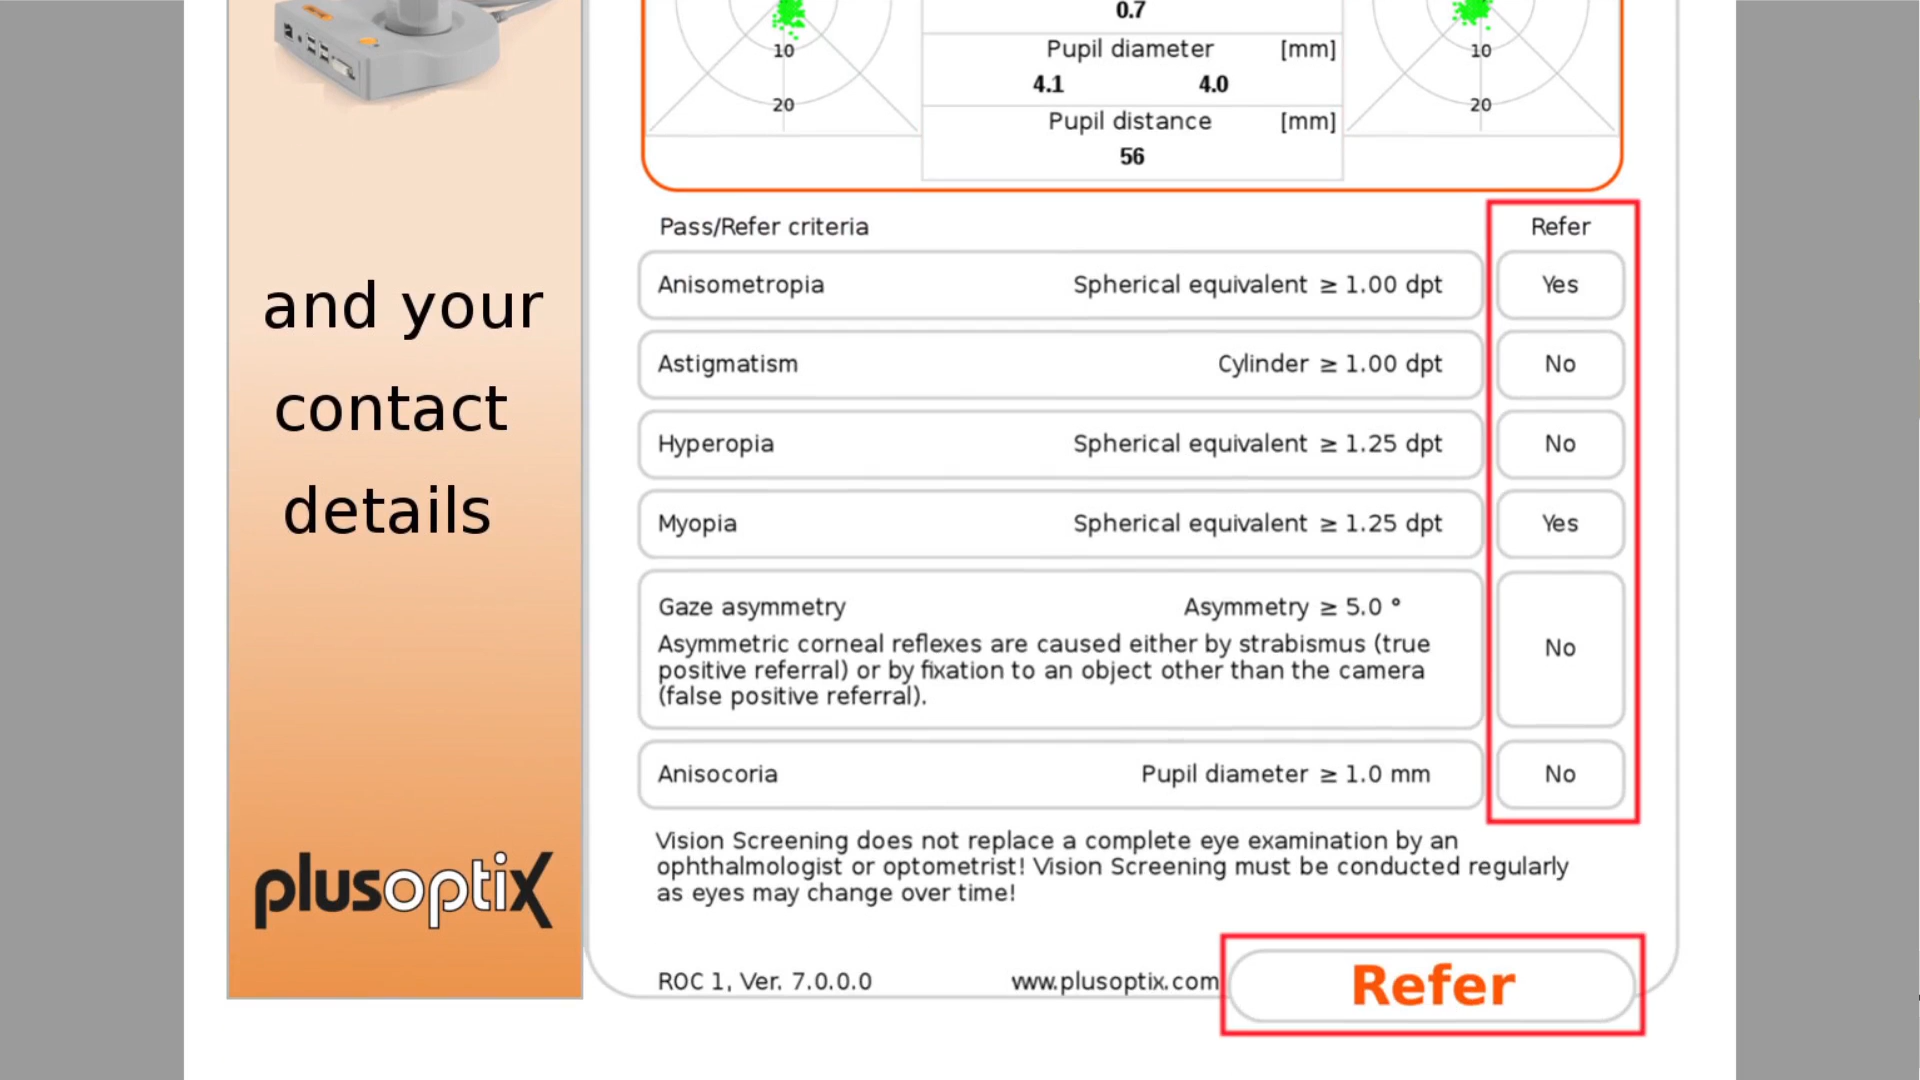 0.7
10
Pupil diameter [mm]
10
4.1 4.0
20
20
Pupil distance [mm]
56
Pass/Refer criteria
Refer
Anisometropia Spherical equivalent ≥ 1.00 dpt Yes
Astigmatism Cylinder ≥ 1.00 dpt No
Hyperopia Spherical equivalent ≥ 1.25 dpt No
Myopia Spherical equivalent ≥ 1.25 dpt Yes
Gaze asymmetry Asymmetry ≥ 5.0 °
Asymmetric corneal reflexes are caused either by strabismus (true
positive referral) or by fixation to an object other than the camera
(false positive referral).
No
Anisocoria Pupil diameter ≥ 1.0 mm No
Vision Screening does not replace a complete eye examination by an
ophthalmologist or optometrist! Vision Screening must be conducted regularly
as eyes may change over time!
ROC 1, Ver. 7.0.0.0 www.plusoptix.com
Refer
and your
contact
details
plusoptix